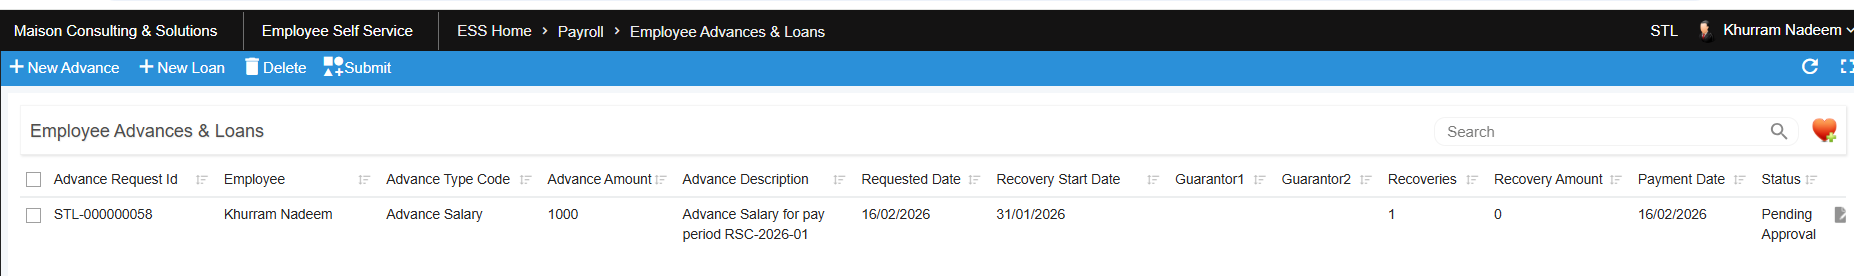 Maison Consulting & Solutions Employee Self Service ESS Home > Payroll > Employee Advances & Loans STL Khurram Nadeem
New Advance New Loan Delete Submit
Employee Advances & Loans Search
Advance Request Id Employee Advance Type Code Advance Amount Advance Description Requested Date Recovery Start Date Guarantor1 Guarantor2 Recoveries Recovery Amount Payment Date Status
STL-000000058 Khurram Nadeem Advance Salary 1000 Advance Salary for pay 16/02/2026 31/01/2026 1 0 16/02/2026 Pending
period RSC-2026-01 Approval